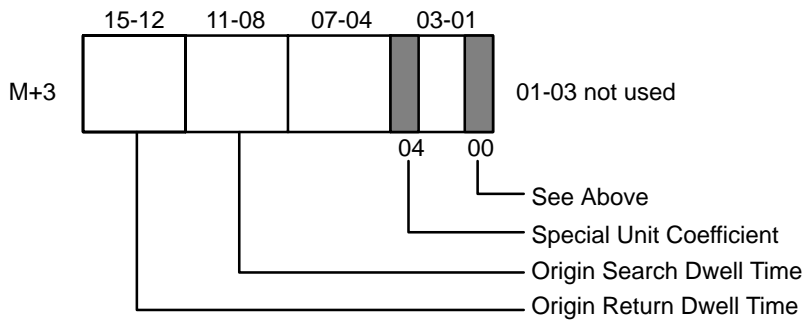 15-12 11-08 07-04 03-01
M+3 01-03 not used
04 00
See Above
Special Unit Coefficient
Origin Search Dwell Time
Origin Return Dwell Time